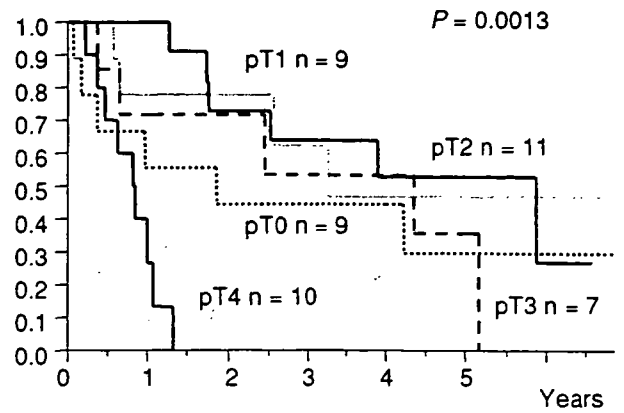 P = 0.0013
1.0
0.9
0.8
0.7
0.6
0.5
0.4
0.3
0.2
0.1
0.0
pT1 n = 9
pT2 n = 11
pT0 n = 9
pT4 n = 10
pT3 n = 7
0 1 2 3 4 5
Years